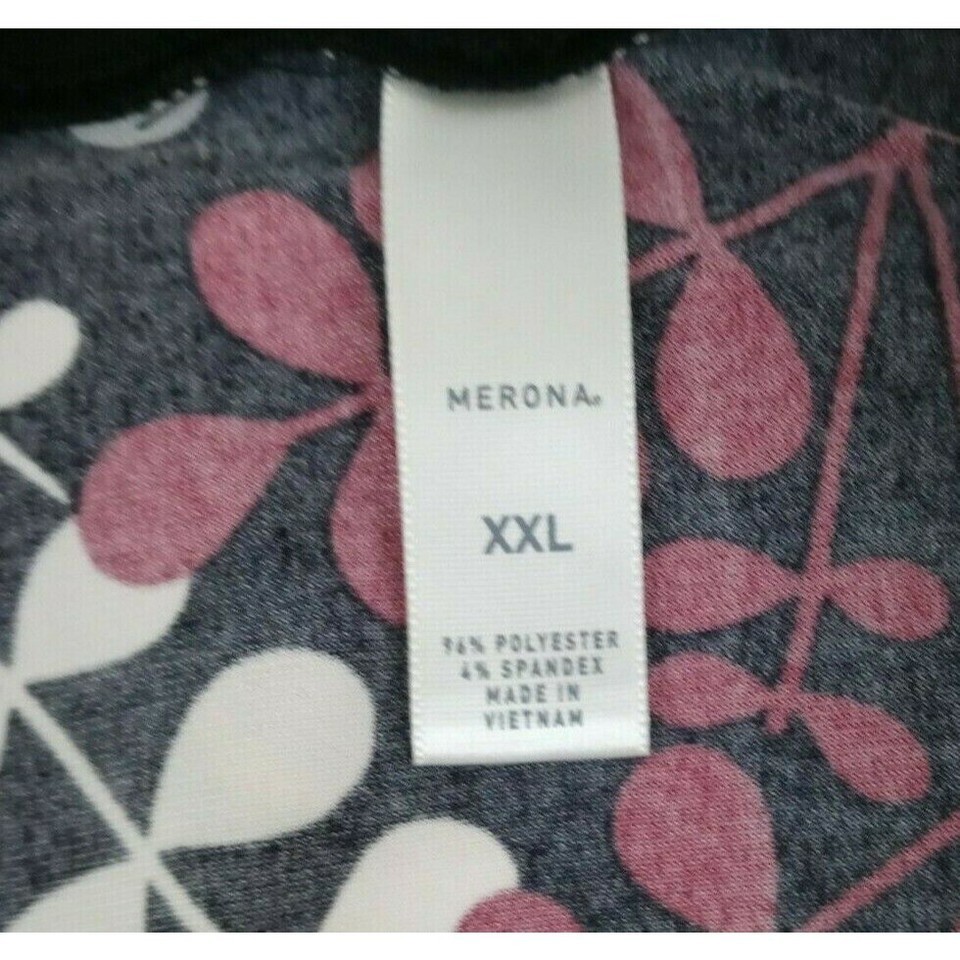 MERONA®
XXL
96% POLYESTER
4% SPANDEX
MADE IN
VIETNAM